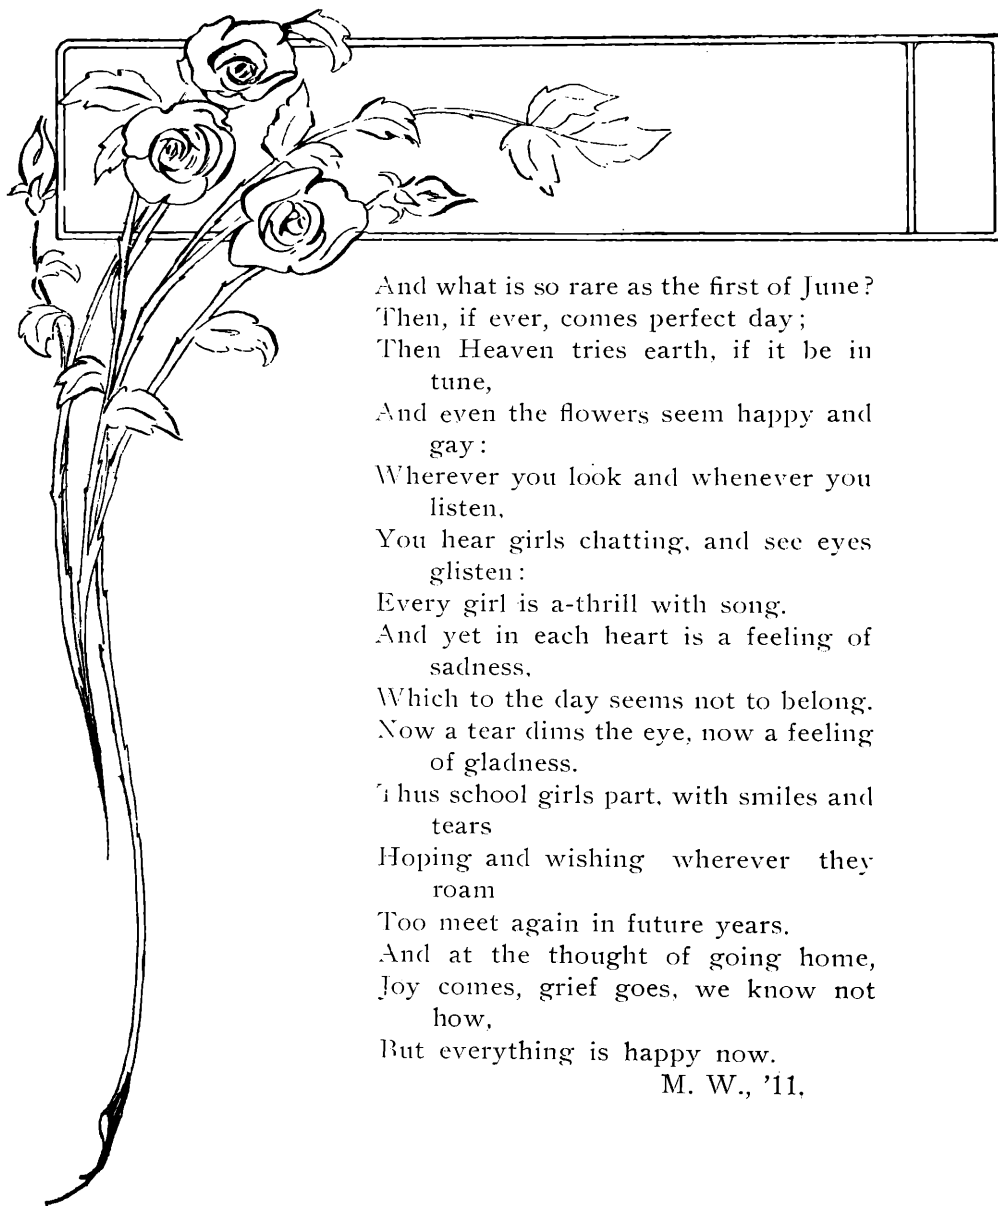 And what is so rare as the first of June?
Then, if ever, comes perfect day;
Then Heaven tries earth, if it be in
tune,
And even the flowers seem happy and
gay:
Wherever you look and whenever you
listen,
You hear girls chatting, and see eyes
glisten:
Every girl is a-thrill with song.
And yet in each heart is a feeling of
sadness,
Which to the day seems not to belong.
Now a tear dims the eye, now a feeling
of gladness.
Thus school girls part, with smiles and
tears
Hoping and wishing wherever they
roam
Too meet again in future years.
And at the thought of going home,
Joy comes, grief goes, we know not
how,
But everything is happy now.
M. W., '11.